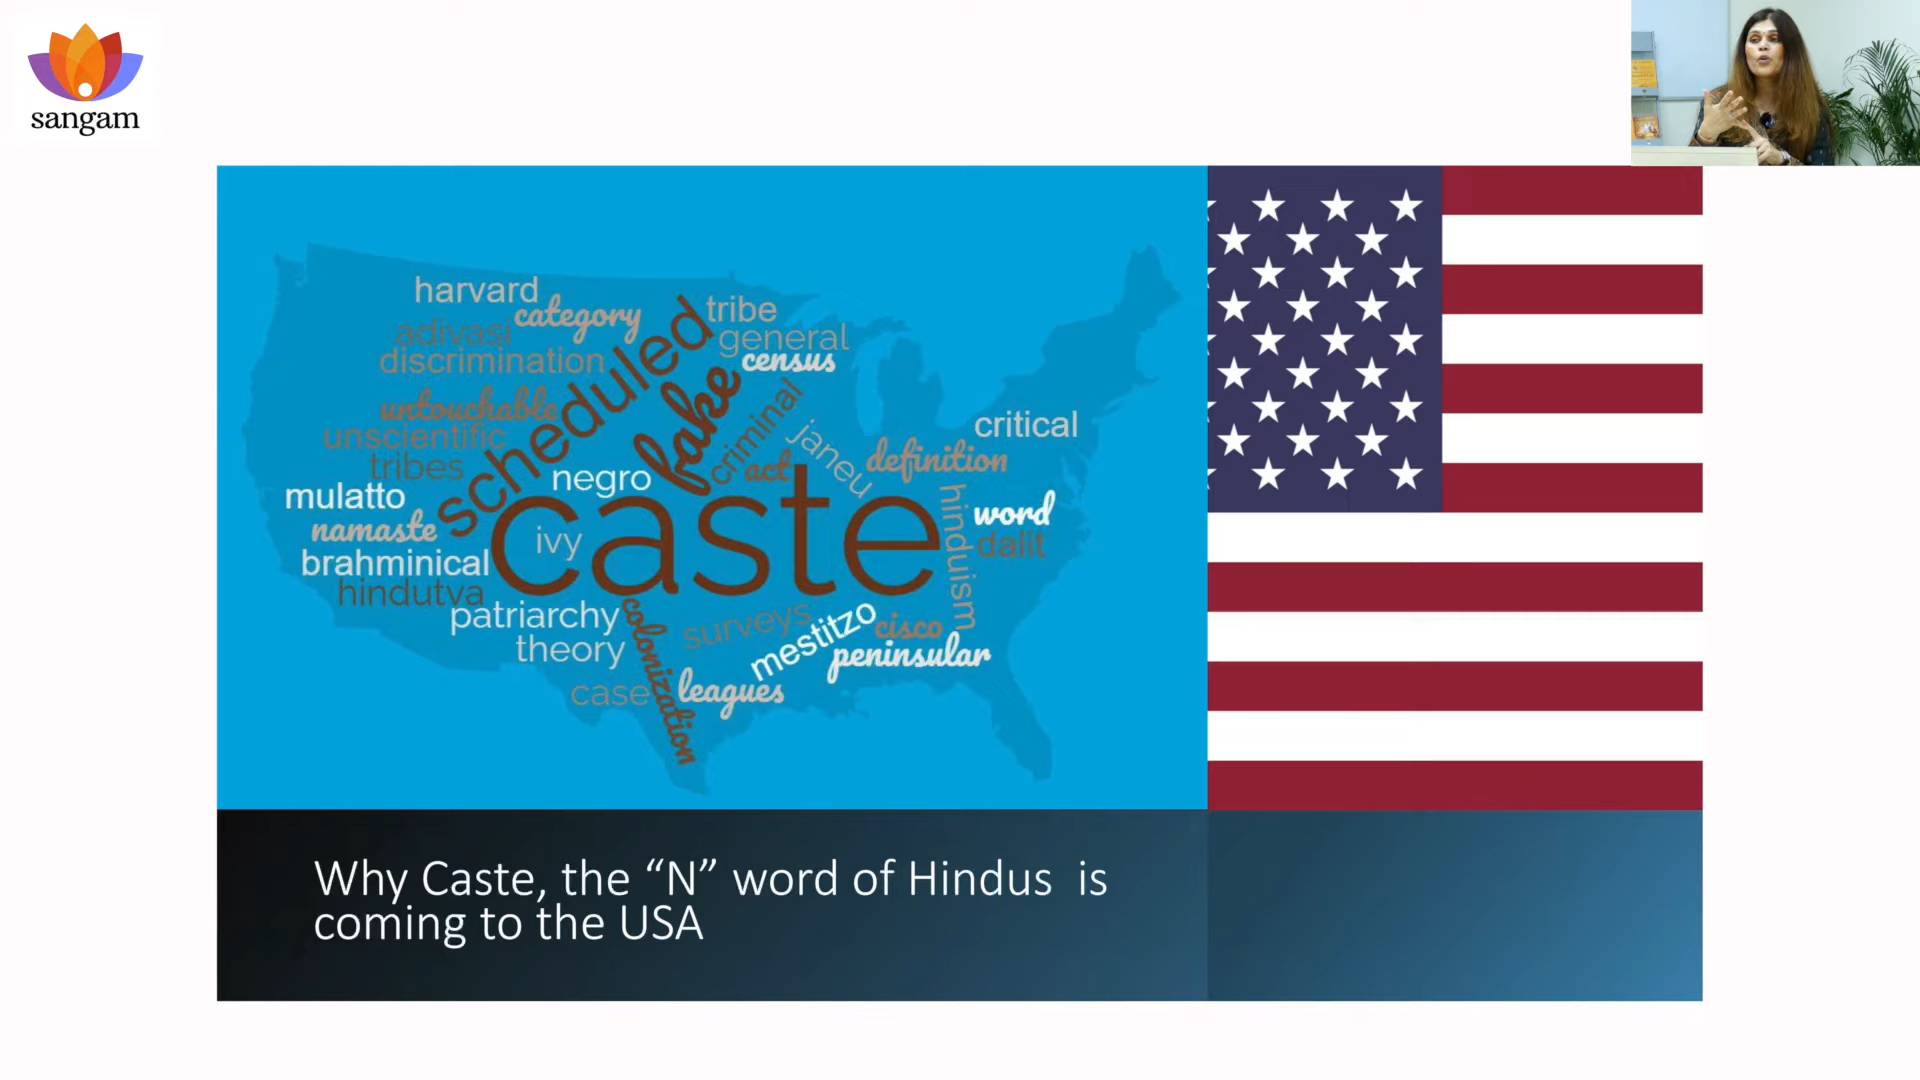 sangam
harvard
category
tribe
adivasi
general
discrimination
census
scheduled
fake
untouchable
criminal
unscientific
tribes
act
janeu
critical
definition
negro
mulatto
namaste
caste
ivy
hinduism
word
dalit
brahminical
hindutva
patriarchy
theory
colonization
surveys
mestitzo
cisco
peninsular
case
leagues
Why Caste, the “N” word of Hindus is
coming to the USA